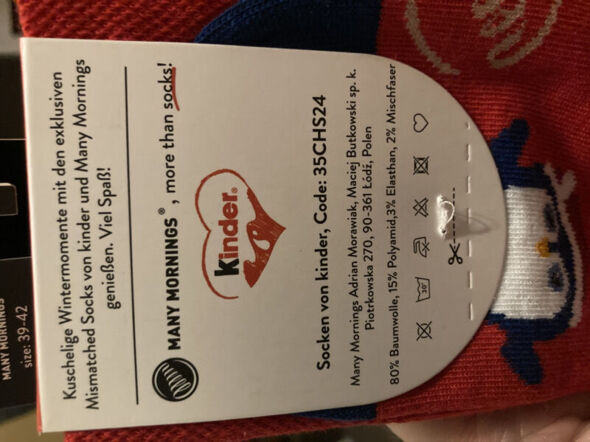 MANY MORNINGS
size: 39-42
Kuschelige Wintermomente mit den exklusiven
Mismatched Socks von kinder und Many Mornings
genießen. Viel Spaß!
MANY MORNINGS®, more than socks!
Kinder®
Socken von kinder, Code: 35CHS24
Many Mornings Adrian Morawiak, Maciej Butkowski sp. k.
Piotrkowska 270, 90-361 Łódź, Polen
80% Baumwolle, 15% Polyamid,3% Elasthan, 2% Mischfaser
30°